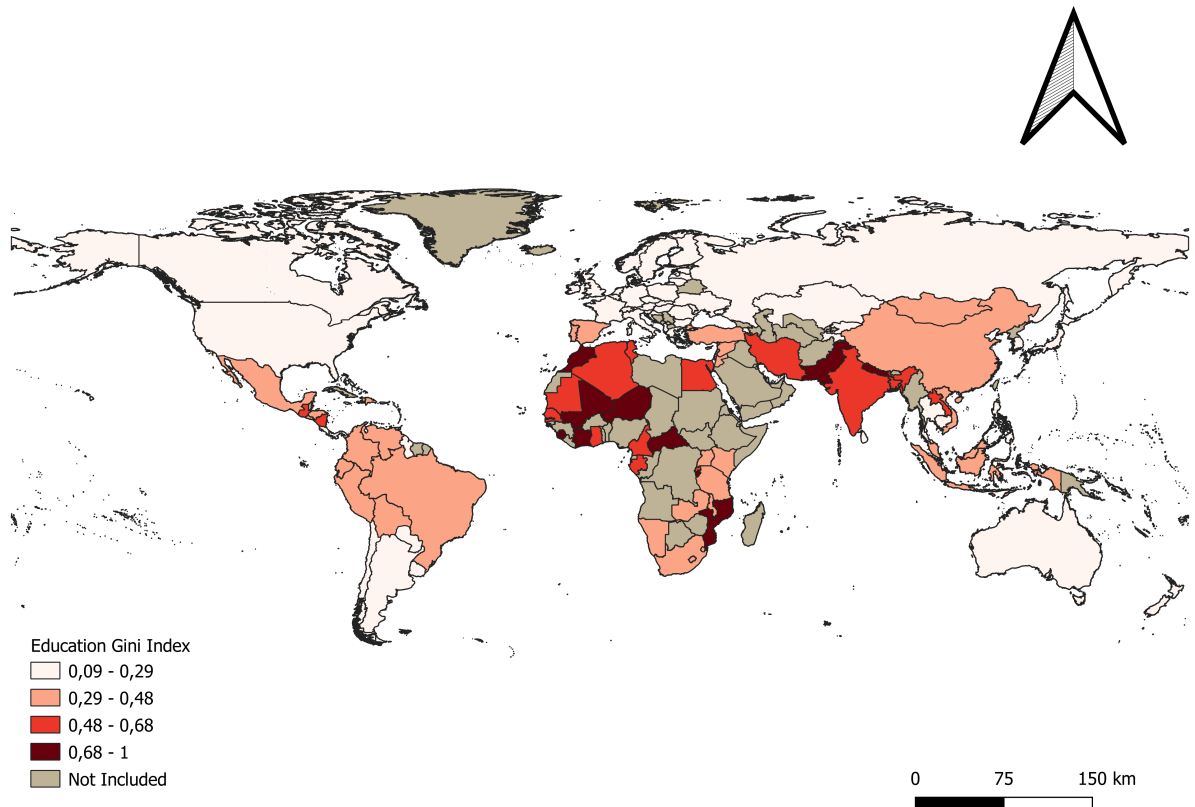 Education Gini Index
0,09 - 0,29
0,29 - 0,48
0,48 - 0,68
0,68 - 1
Not Included
0 75 150 km